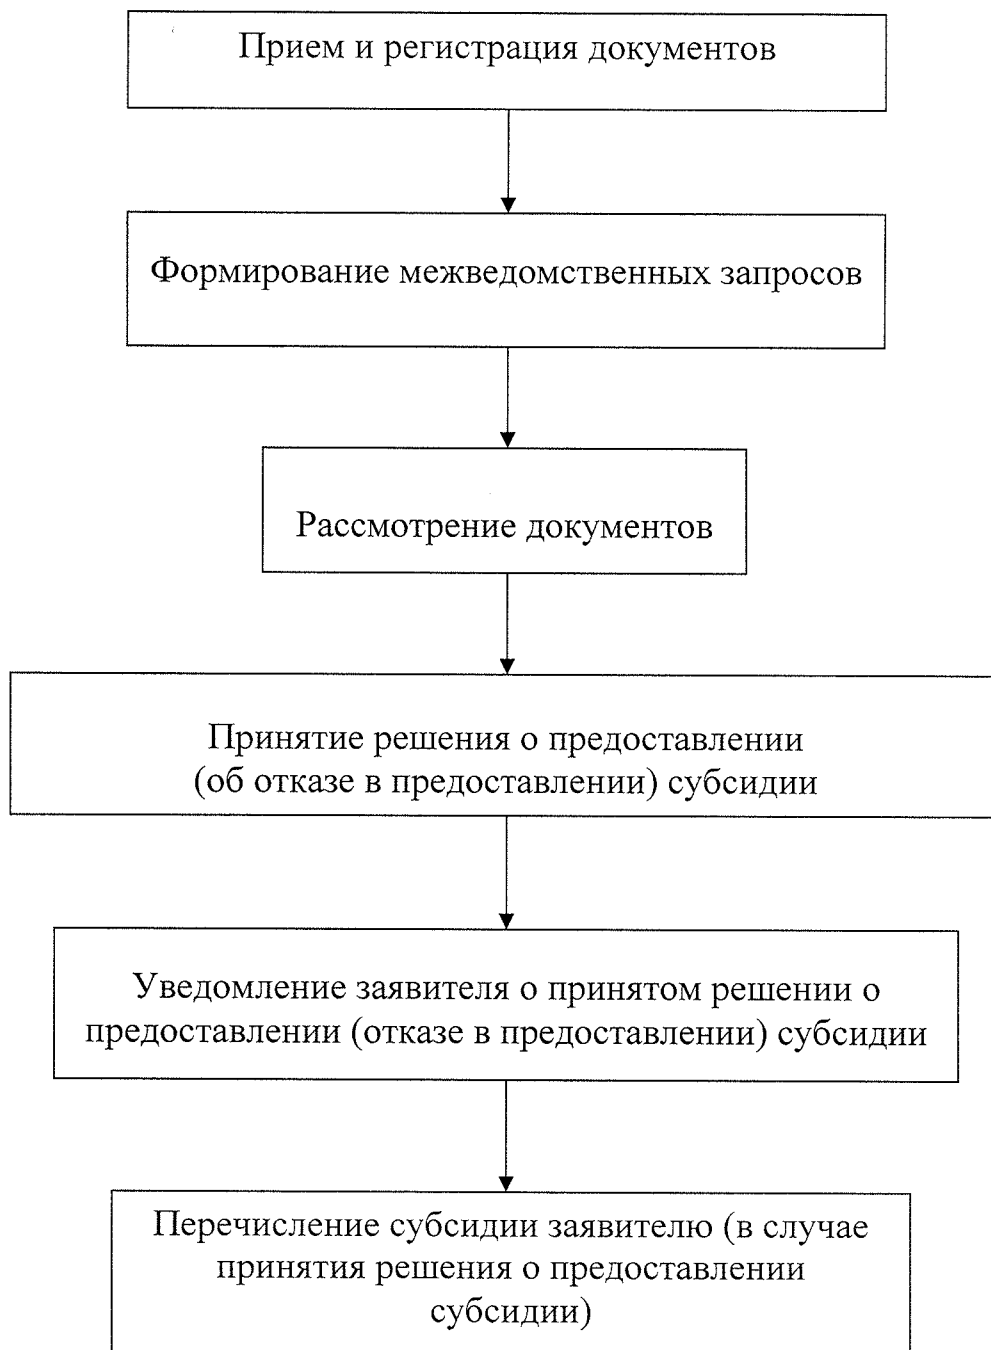 Прием и регистрация документов
Формирование межведомственных запросов
Рассмотрение документов
Принятие решения о предоставлении
(об отказе в предоставлении) субсидии
Уведомление заявителя о принятом решении о
предоставлении (отказе в предоставлении) субсидии
Перечисление субсидии заявителю (в случае
принятия решения о предоставлении
субсидии)